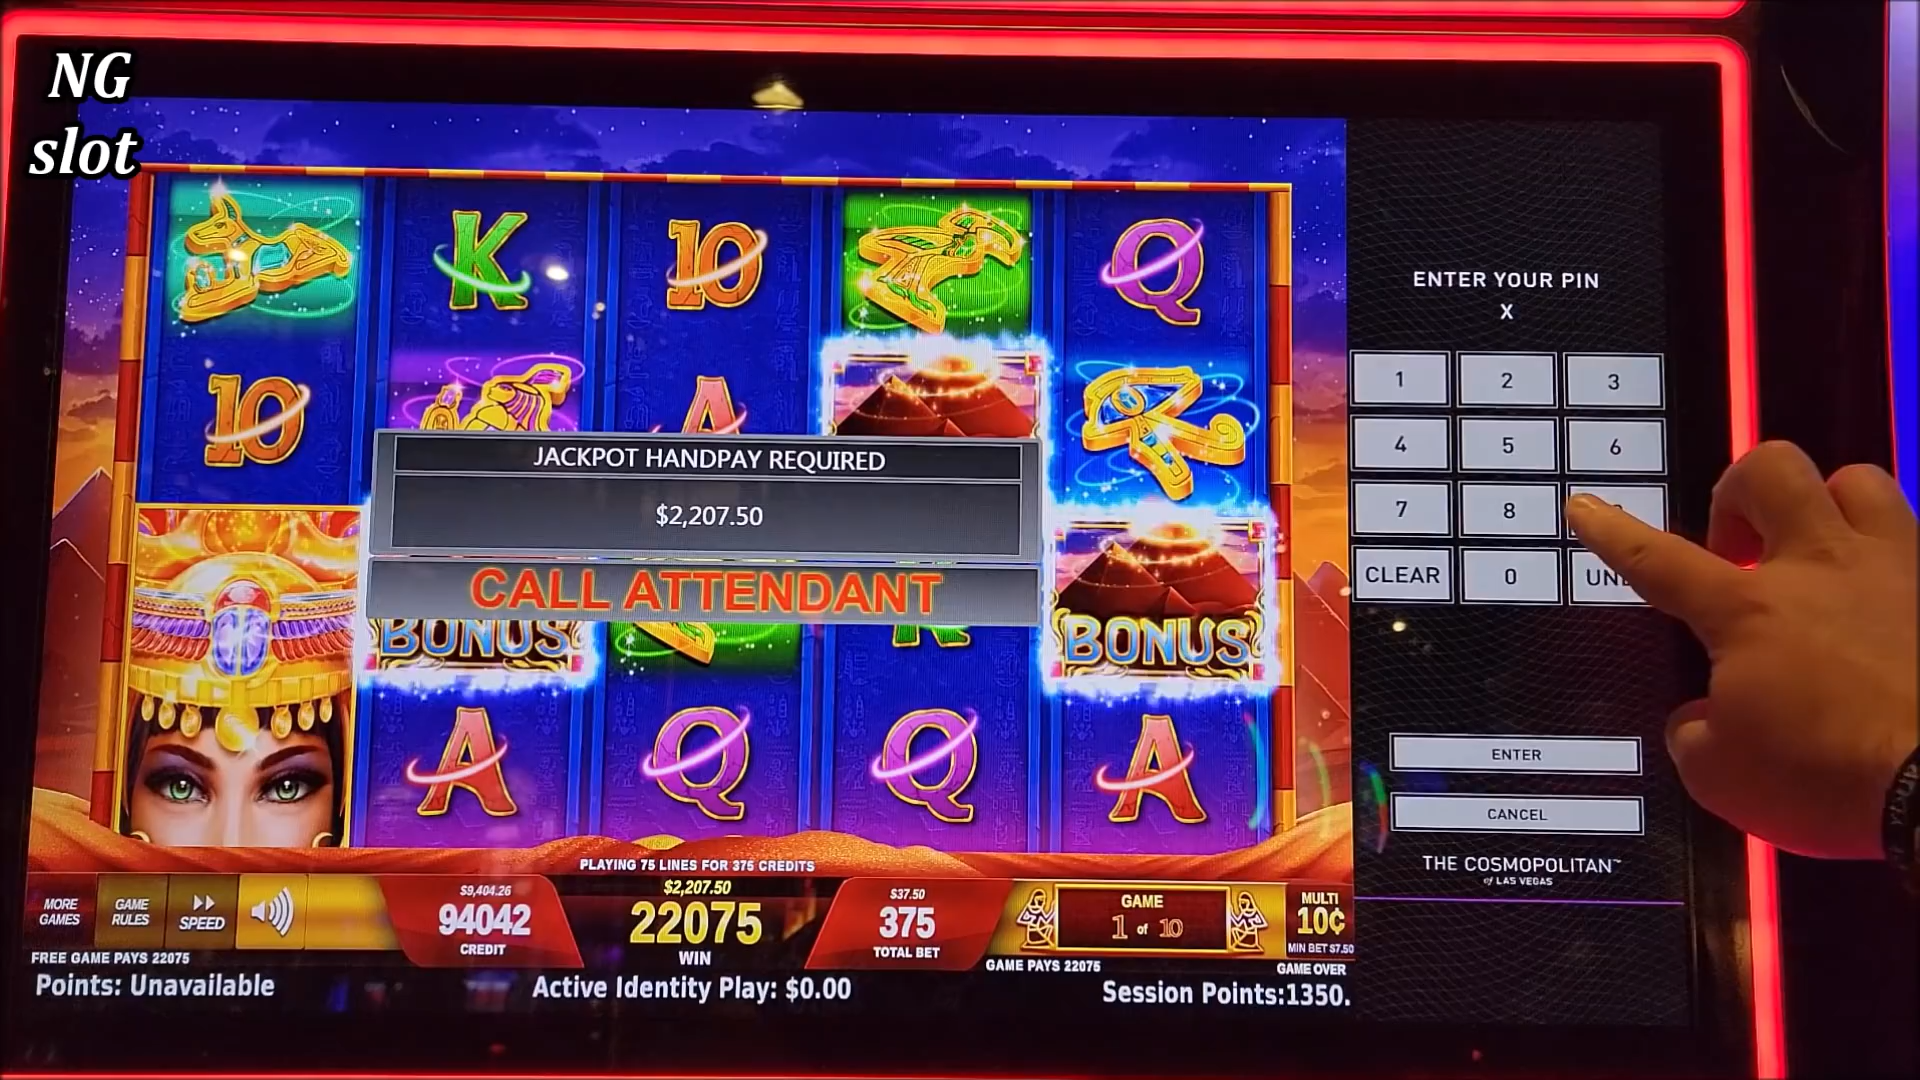 NG
slot
K
10
Q
10
A
JACKPOT HANDPAY REQUIRED
$2,207.50
CALL ATTENDANT
BONUS
K
BONUS
A
Q
Q
A
ENTER YOUR PIN
X
1
2
3
4
5
6
7
8
CLEAR
0
ENTER
CANCEL
THE COSMOPOLITAN™
of LAS VEGAS
PLAYING 75 LINES FOR 375 CREDITS
MORE
GAMES
GAME
RULES
SPEED
$9,404.26
94042
CREDIT
$2,207.50
22075
WIN
$37.50
375
TOTAL BET
GAME
1 of 10
MULTI
10¢
MIN BET $7.50
FREE GAME PAYS 22075
GAME PAYS 22075
GAME OVER
Points: Unavailable
Active Identity Play: $0.00
Session Points:1350.